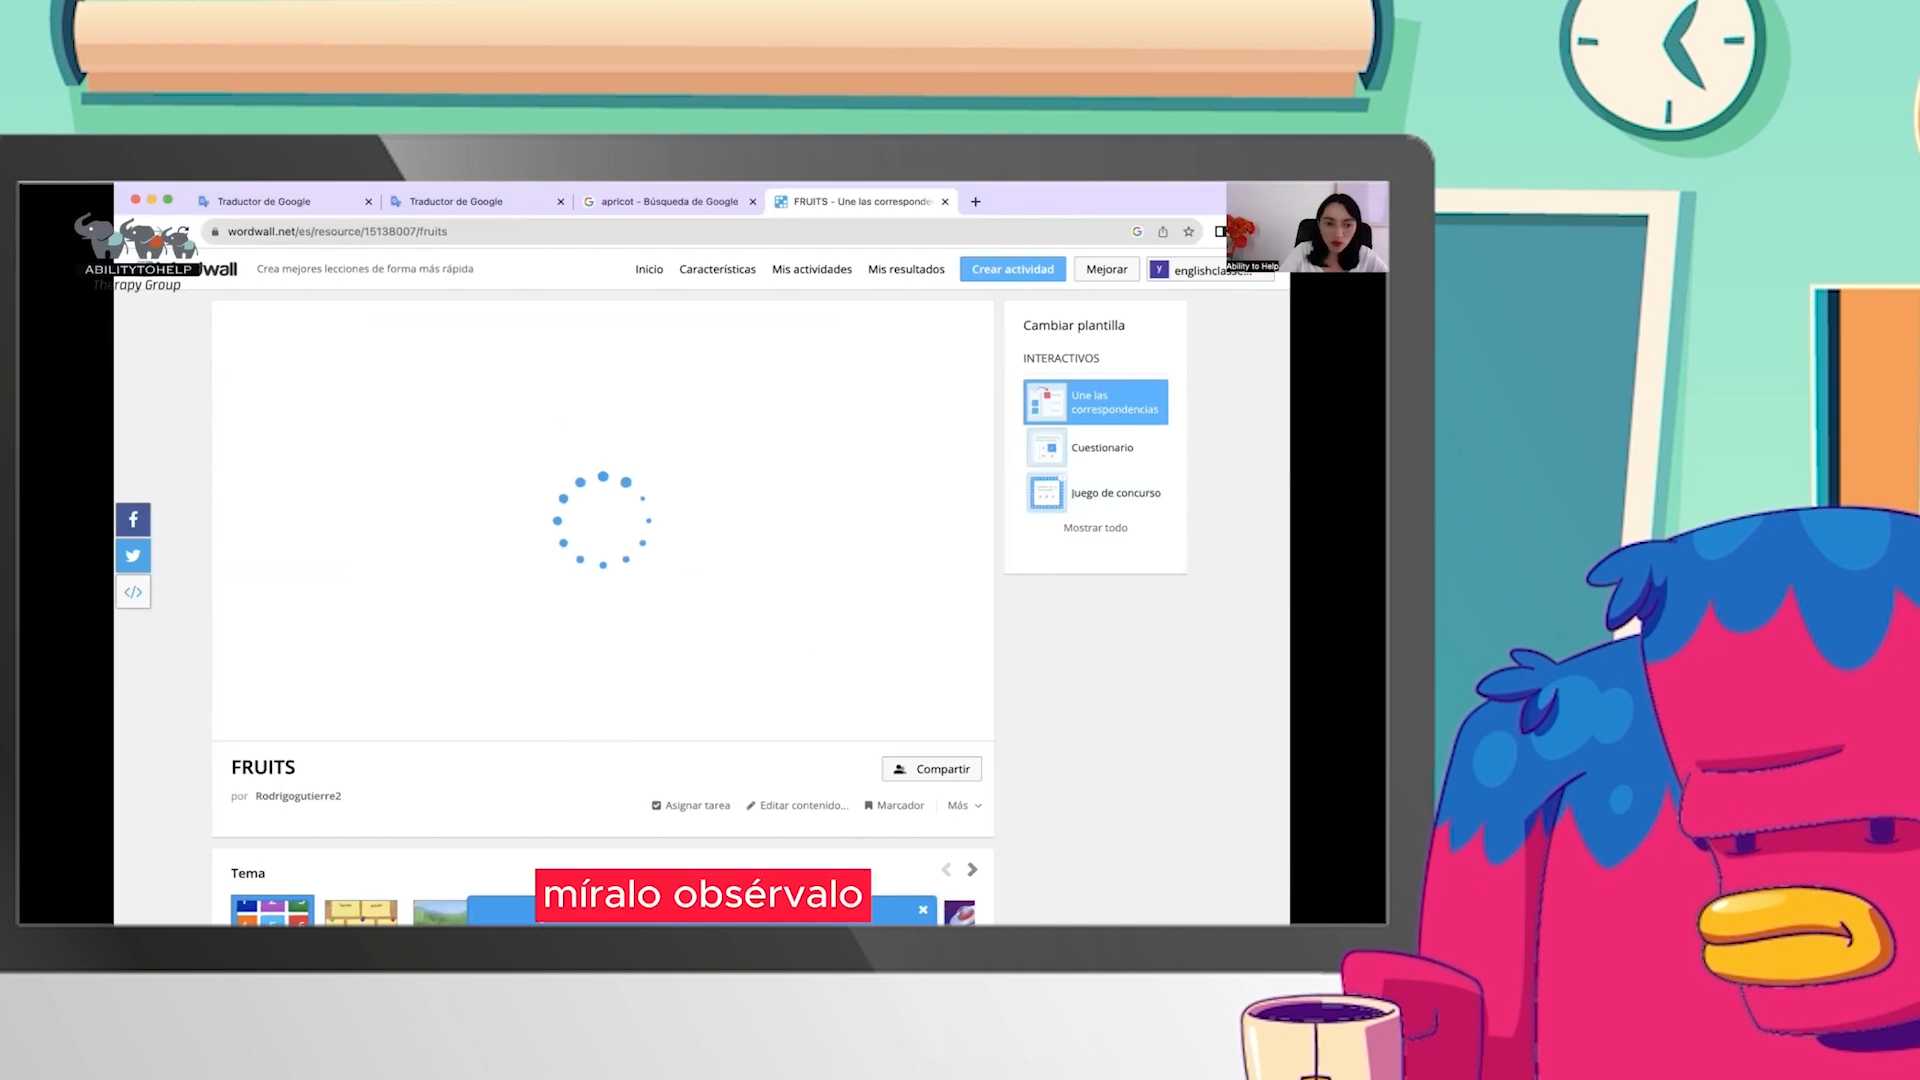 Traductor de Google
Traductor de Google
apricot - Búsqueda de Google
FRUITS - Une las corresponde
wordwall.net/es/resource/15138007/fruits
ABILITYTOHELP
Therapy Group
wall
Crea mejores lecciones de forma más rápida
Inicio
Características
Mis actividades
Mis resultados
Crear actividad
Mejorar
y
englishclasse...
Ability to Help
Cambiar plantilla
INTERACTIVOS
Une las
correspondencias
Cuestionario
Juego de concurso
Mostrar todo
FRUITS
por Rodrigogutierre2
Compartir
Asignar tarea
Editar contenido...
Marcador
Más
Tema
míralo obsérvalo